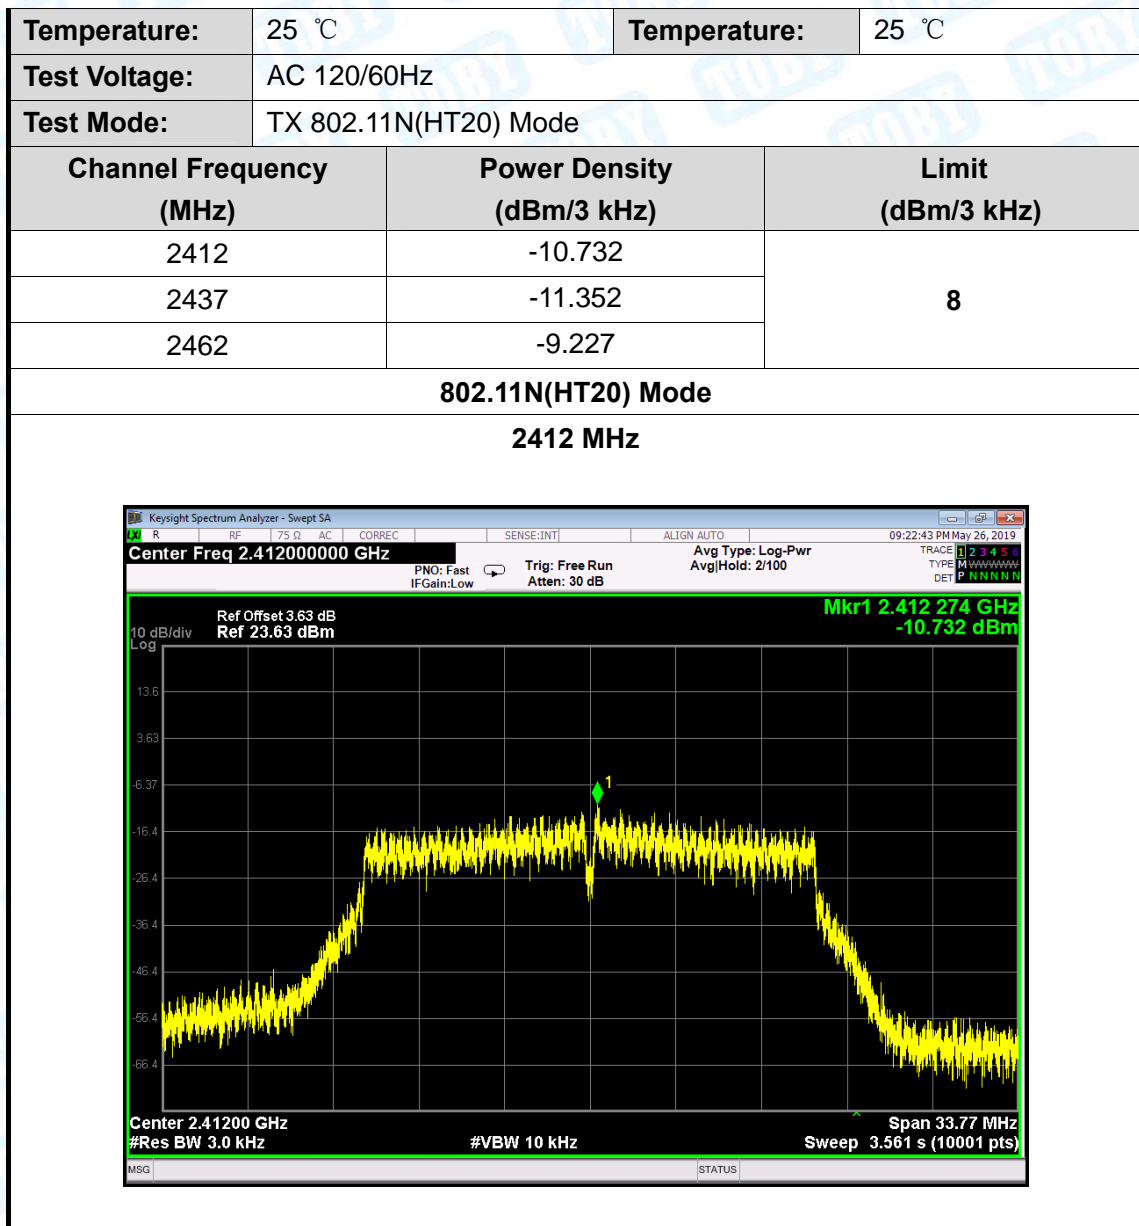 Temperature: 25 ℃ Temperature: 25 ℃
Test Voltage: AC 120/60Hz
Test Mode: TX 802.11N(HT20) Mode
Channel Frequency (MHz) Power Density (dBm/3 kHz) Limit (dBm/3 kHz)
2412 -10.732
2437 -11.352 8
2462 -9.227
802.11N(HT20) Mode
2412 MHz
Keysight Spectrum Analyzer - Swept SA
LXI R RF 75 Ω AC CORREC SENSE:INT ALIGN AUTO 09:22:43 PM May 26, 2019
Center Freq 2.412000000 GHz Avg Type: Log-Pwr TRACE 1 2 3 4 5 6
PNO: Fast Trig: Free Run Avg|Hold: 2/100 TYPE M WWWWW
IFGain:Low Atten: 30 dB DET P N N N N N
Ref Offset 3.63 dB Mkr1 2.412 274 GHz
10 dB/div Ref 23.63 dBm -10.732 dBm
Log
13.6
3.63
1
-6.37
-16.4
-26.4
-36.4
-46.4
-56.4
-66.4
Center 2.41200 GHz Span 33.77 MHz
#Res BW 3.0 kHz #VBW 10 kHz Sweep 3.561 s (10001 pts)
MSG STATUS
TOBY